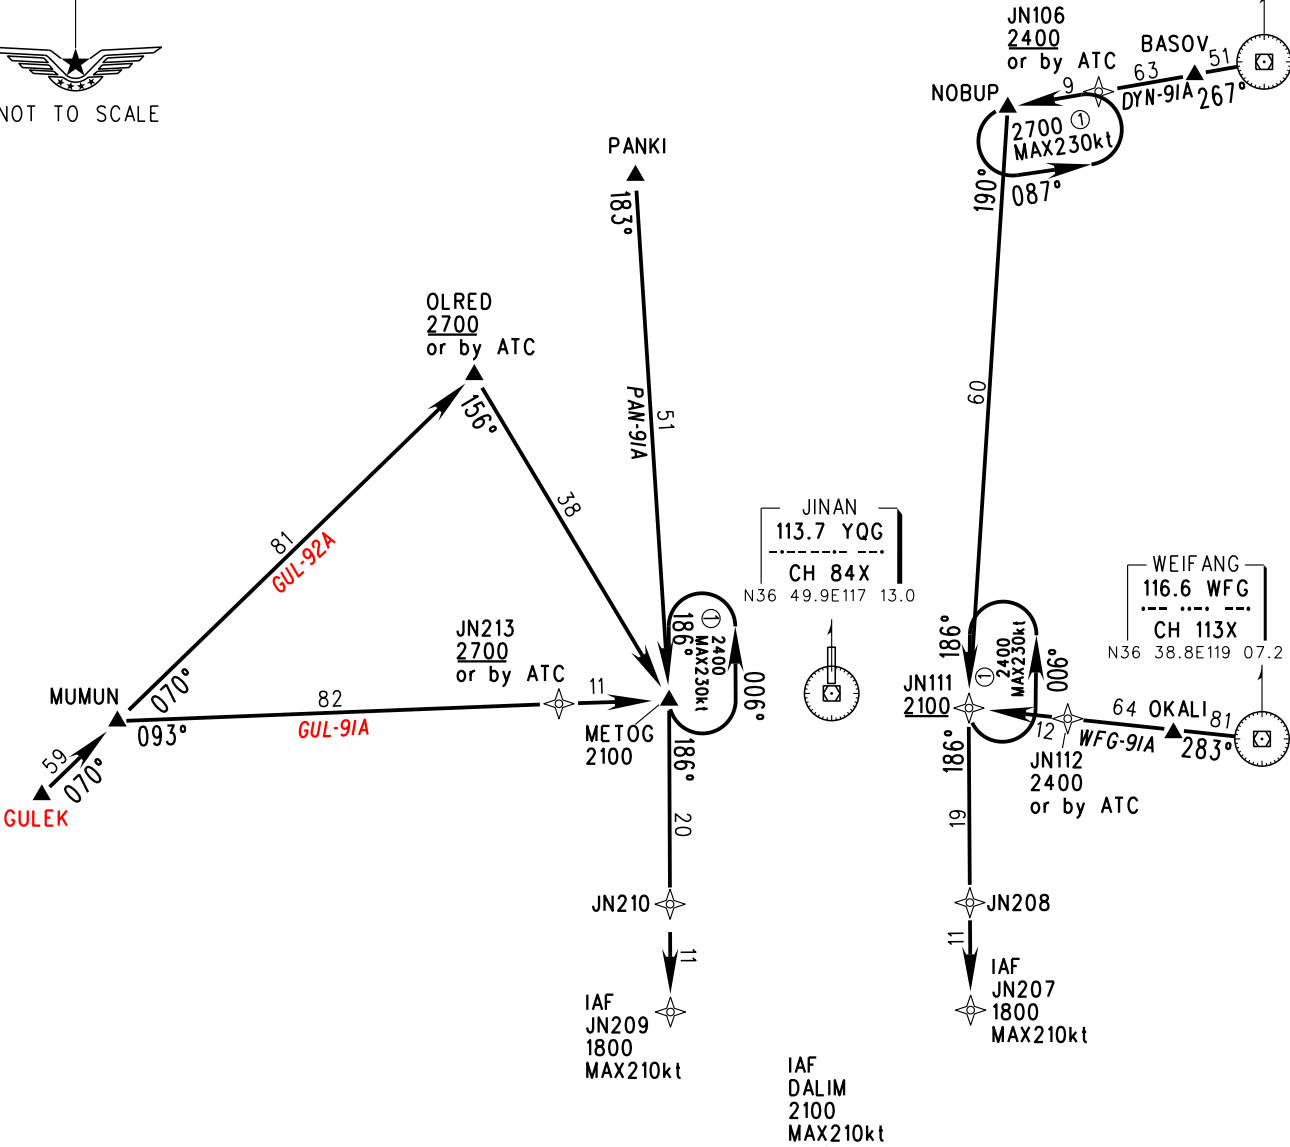 NOT TO SCALE
JN106
2400
or by ATC
BASOV
51
63
9
DYN-91A
267°
NOBUP
2700 ①
MAX230kt
087°
190°
60
PANKI
183°
PAN-91A
51
OLRED
2700
or by ATC
156°
38
81
GUL-92A
JINAN
113.7 YQG
-·--·----·- --·
CH 84X
N36 49.9E117 13.0
WEIFANG
116.6 WFG
·-- ··-· --·
CH 113X
N36 38.8E119 07.2
JN213
2700
or by ATC
11
186°
① 2400
MAX230kt
006°
METOG
2100
186°
MUMUN
070°
82
093°
GUL-91A
59
070°
GULEK
186°
① 2400
MAX230kt
006°
JN111
2100
186°
12
64
OKALI
81
WFG-91A
283°
JN112
2400
or by ATC
20
19
JN210
JN208
11
11
IAF
JN209
1800
MAX210kt
IAF
JN207
1800
MAX210kt
IAF
DALIM
2100
MAX210kt